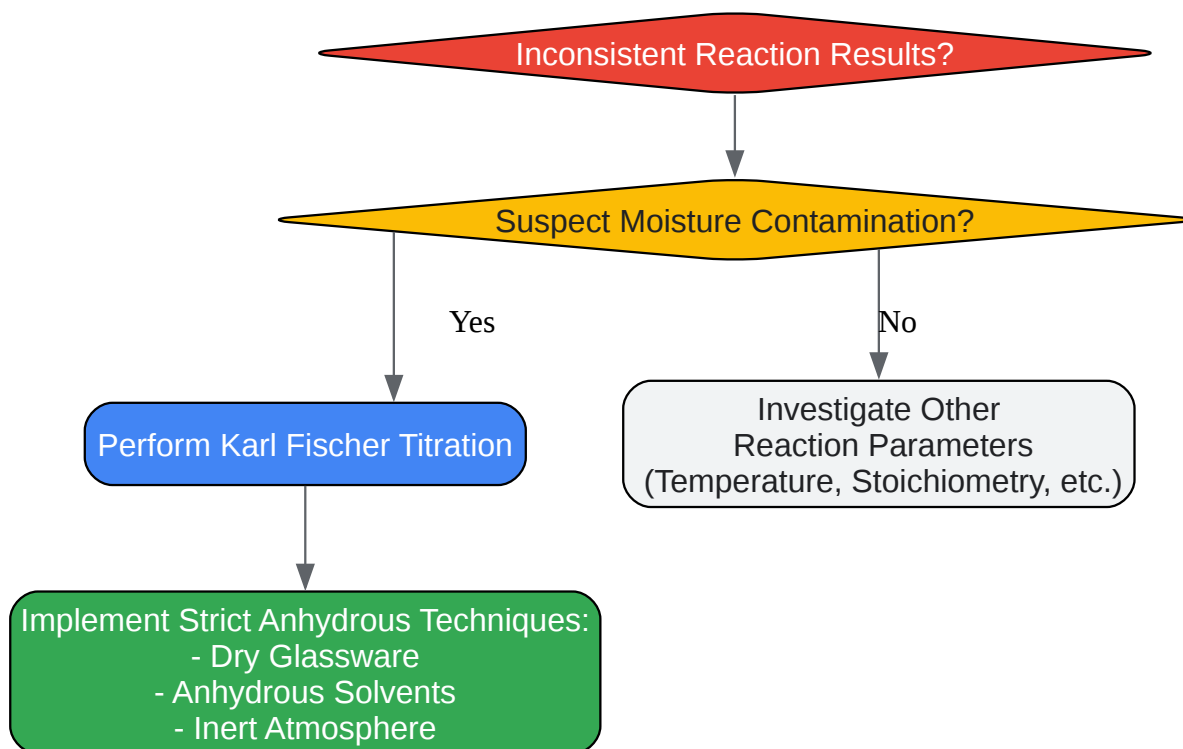 Inconsistent Reaction Results?
Suspect Moisture Contamination?
Yes
No
Perform Karl Fischer Titration
Investigate Other
Reaction Parameters
(Temperature, Stoichiometry, etc.)
Implement Strict Anhydrous Techniques:
- Dry Glassware
- Anhydrous Solvents
- Inert Atmosphere